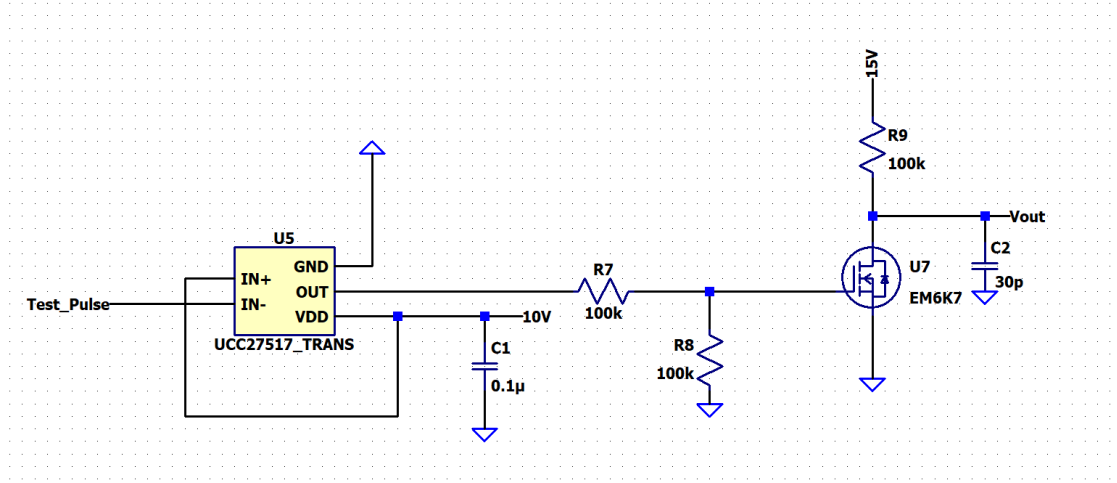 15V
R9
100k
Vout
C2
30p
U7
EM6K7
U5
GND
IN+
OUT
IN-
VDD
UCC27517_TRANS
Test_Pulse
R7
100k
10V
C1
0.1µ
R8
100k